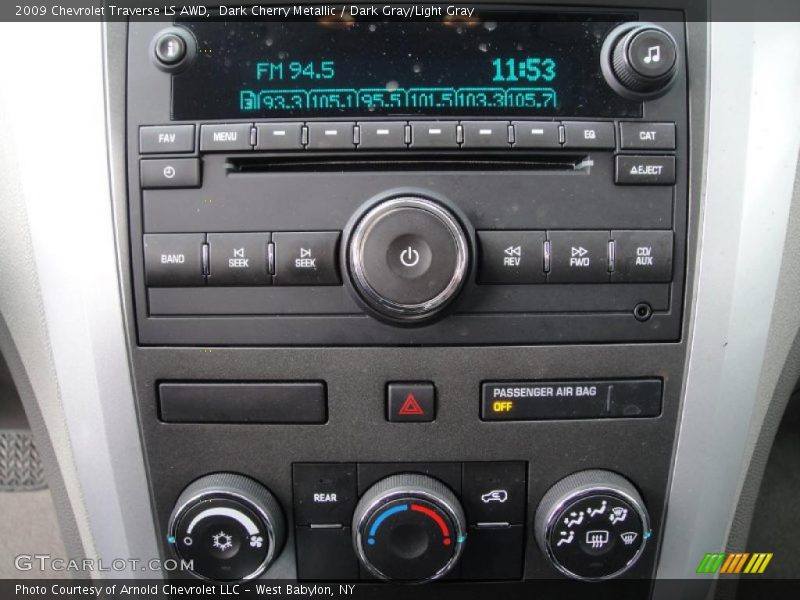 2009 Chevrolet Traverse LS AWD,  Dark Cherry Metallic / Dark Gray/Light Gray
i
FM 94.5 11:53
93.3 105.1 95.5 101.5 103.3 105.7
FAV MENU EQ CAT
EJECT
BAND SEEK SEEK REV FWD CD/AUX
PASSENGER AIR BAG
OFF
REAR
GTCARLOT.COM
Photo Courtesy of Arnold Chevrolet LLC - West Babylon, NY